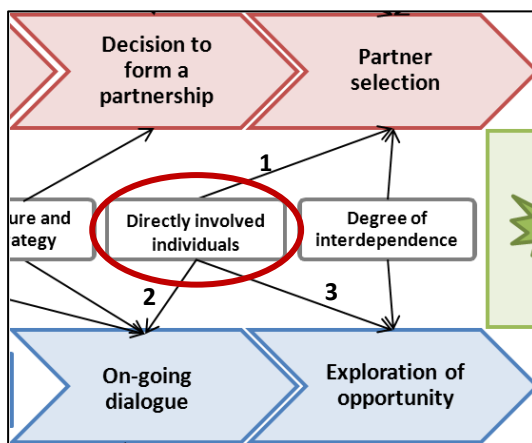 Decision to
form a
partnership
Partner
selection
1
ure and
ategy
Directly involved
individuals
Degree of
interdependence
2
3
On-going
dialogue
Exploration of
opportunity